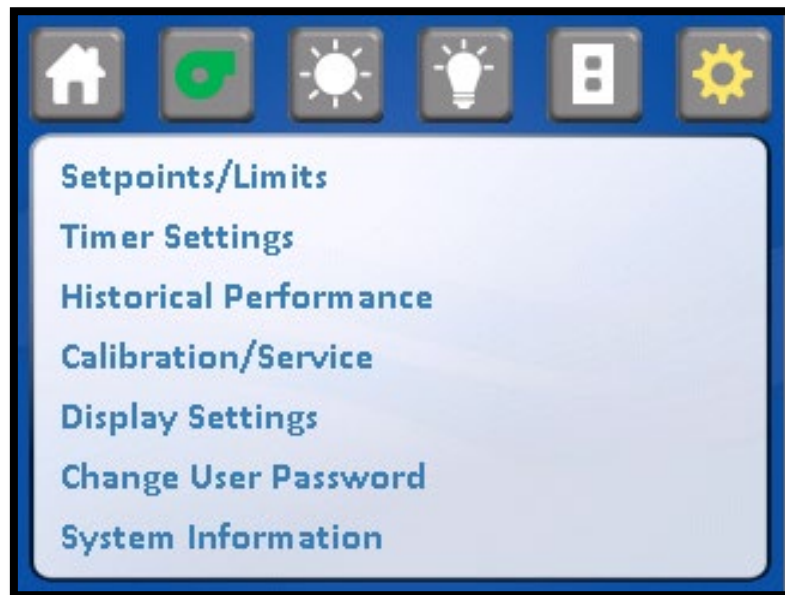 Setpoints/Limits
Timer Settings
Historical Performance
Calibration/Service
Display Settings
Change User Password
System Information